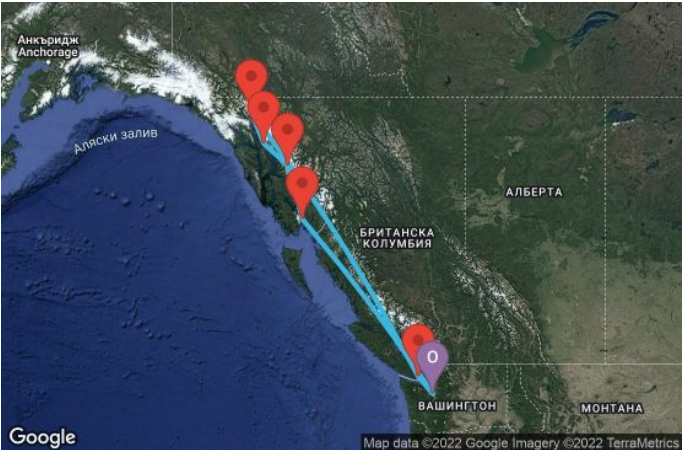 Анкъридж
Anchorage
Аляски залив
АЛБЕРТА
БРИТАНСКА
КОЛУМБИЯ
O
ВАШИНГТОН
МОНТАНА
Google
Map data ©2022 Google Imagery ©2022 TerraMetrics